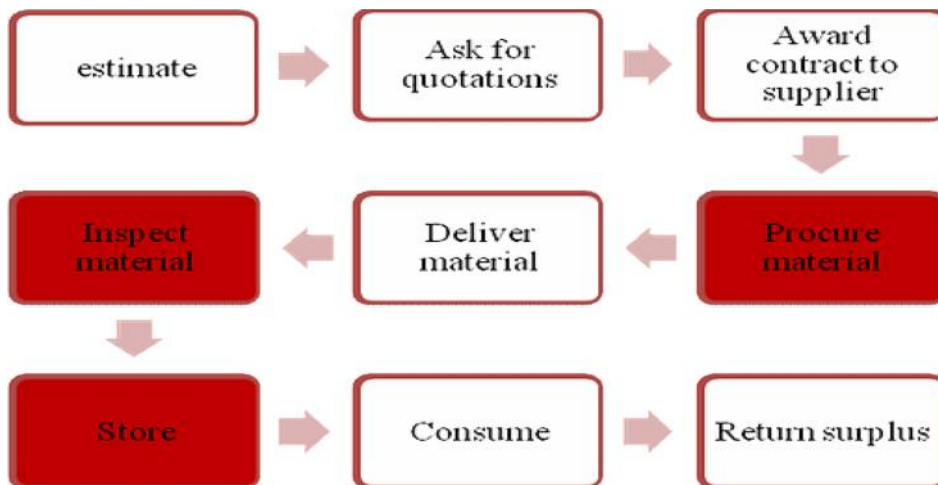 estimate
Ask for
quotations
Award
contract to
supplier
Procure
material
Deliver
material
Inspect
material
Store
Consume
Return surplus